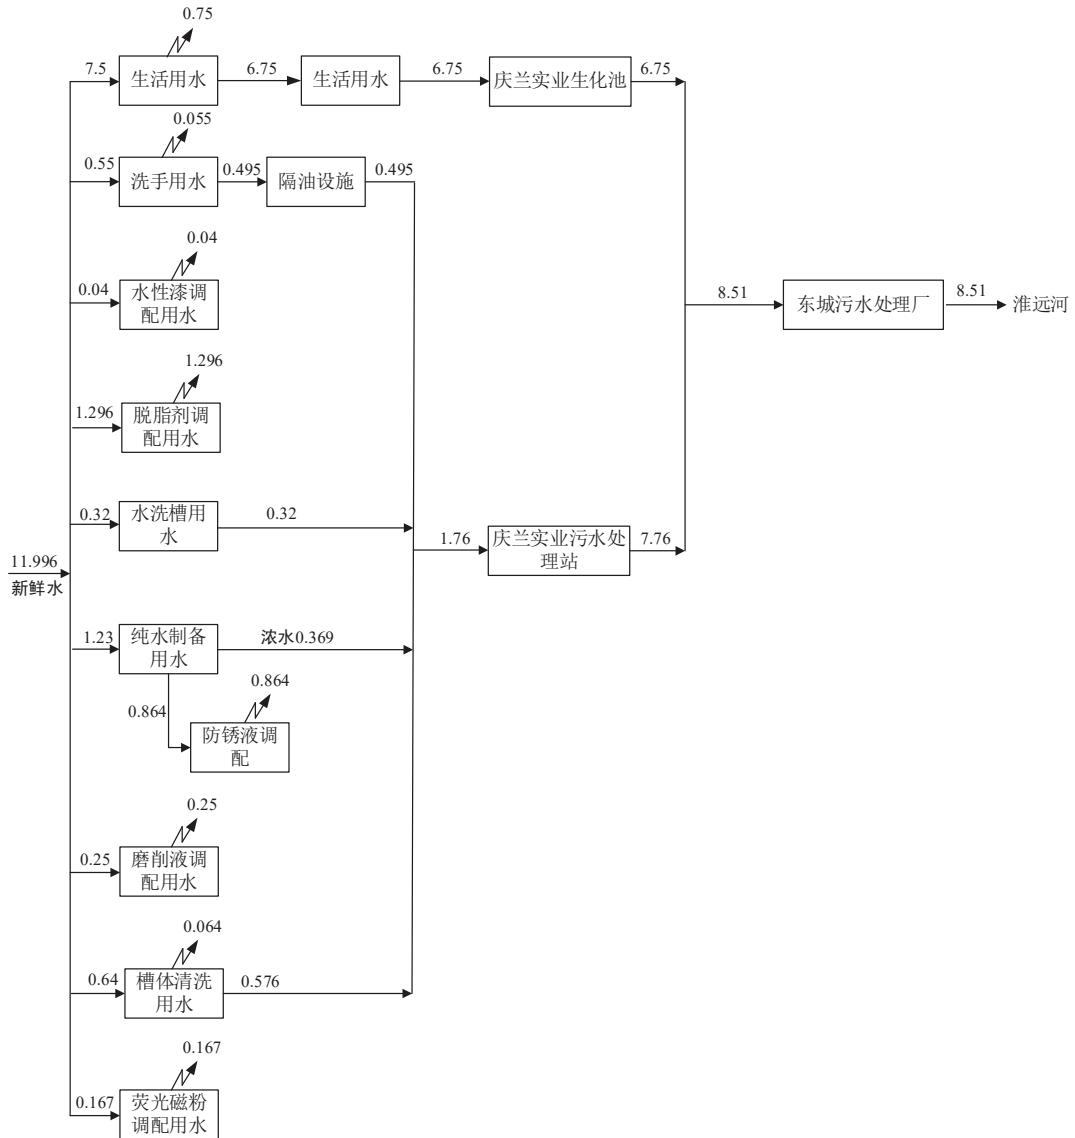 0.75
7.5
生活用水
6.75
生活用水
6.75
庆兰实业生化池
6.75
0.055
0.55
洗手用水
0.495
隔油设施
0.495
0.04
0.04
水性漆调
配用水
8.51
东城污水处理厂
8.51
淮远河
1.296
1.296
脱脂剂调
配用水
0.32
水洗槽用
水
0.32
1.76
庆兰实业污水处
理站
7.76
11.996
新鲜水
1.23
纯水制备
用水
浓水0.369
0.864
0.864
防锈液调
配
0.25
0.25
磨削液调
配用水
0.064
0.64
槽体清洗
用水
0.576
0.167
0.167
荧光磁粉
调配用水